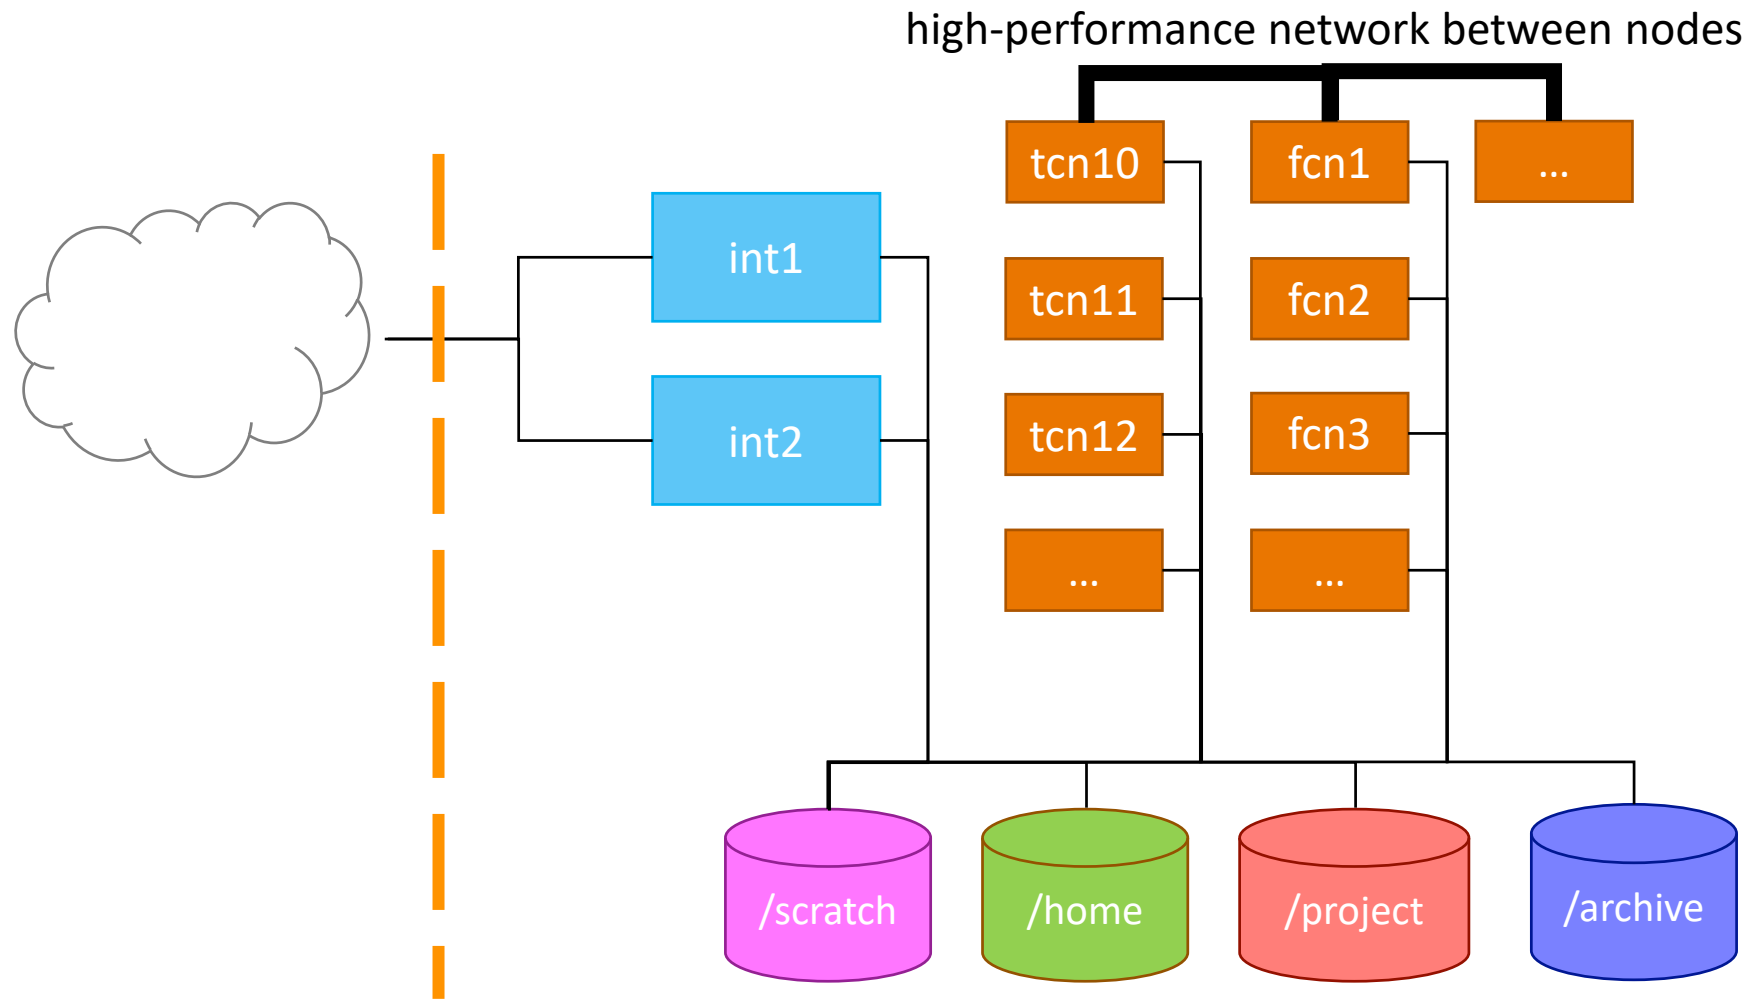 high-performance network between nodes
tcn10
fcn1
...
int1
tcn11
fcn2
int2
tcn12
fcn3
...
...
/scratch
/home
/project
/archive